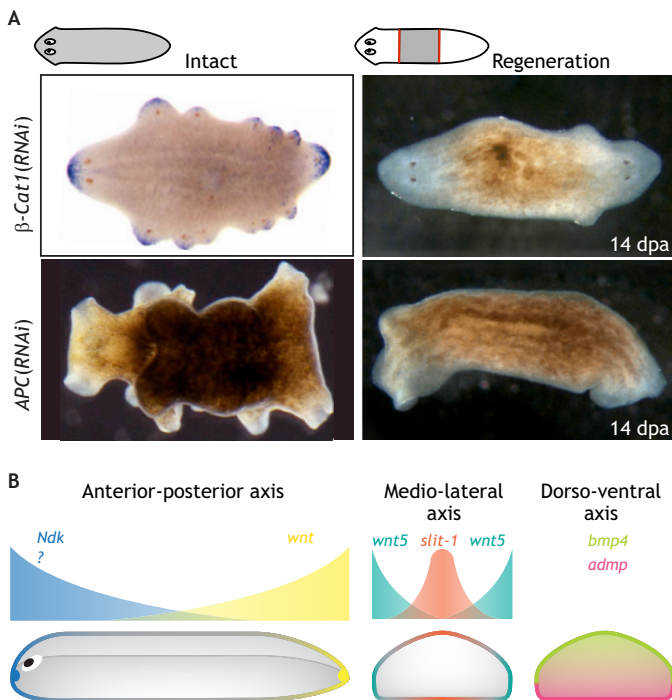 A
Intact
Regeneration
β-Cat1(RNAi)
14 dpa
APC(RNAi)
14 dpa
B
Anterior-posterior axis
Medio-lateral
axis
Dorso-ventral
axis
Ndk
?
wnt
wnt5
slit-1
wnt5
bmp4
admp